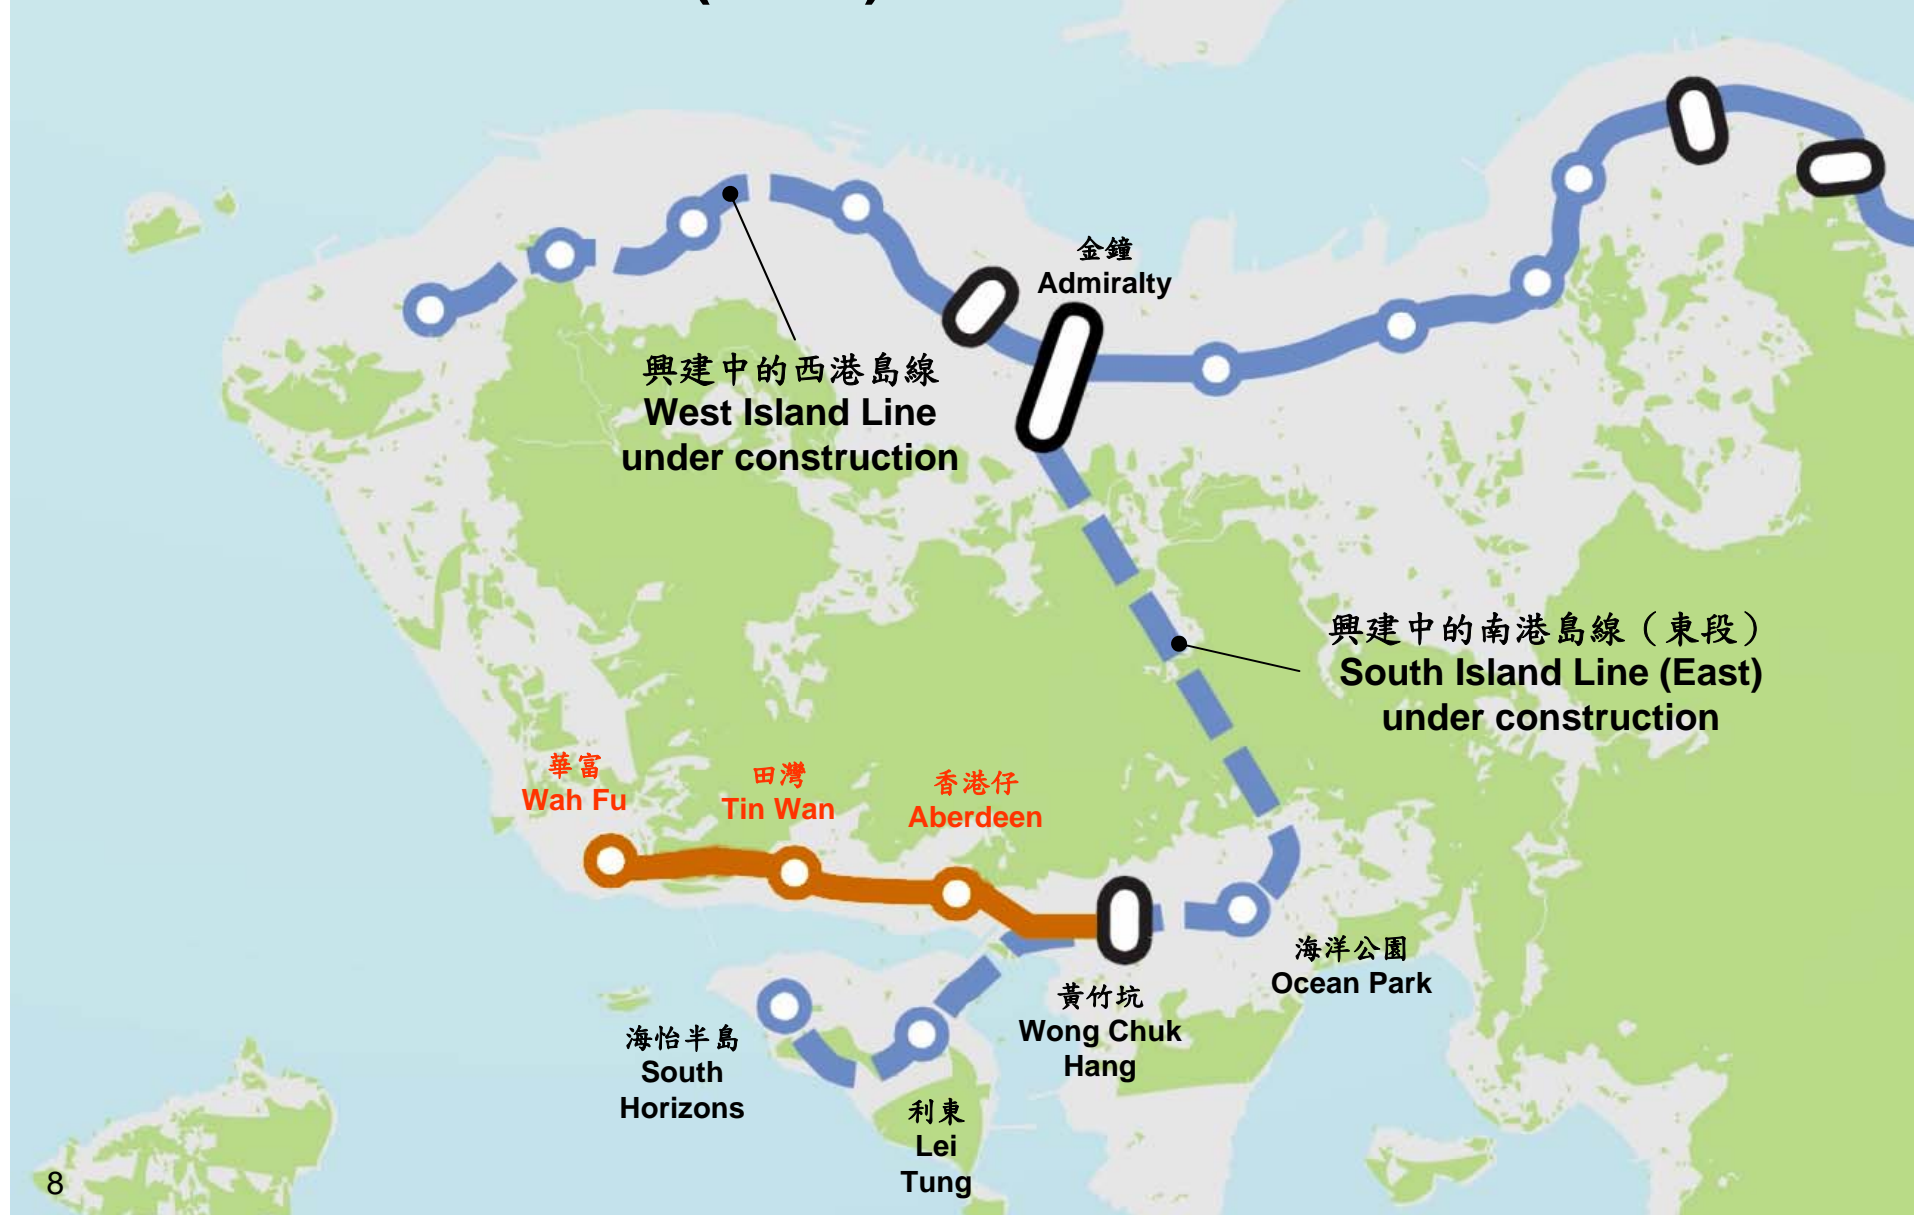 金鐘
Admiralty
興建中的西港島線
West Island Line
under construction
興建中的南港島線（東段）
South Island Line (East)
under construction
華富
Wah Fu
田灣
Tin Wan
香港仔
Aberdeen
海洋公園
Ocean Park
黃竹坑
Wong Chuk
Hang
海怡半島
South
Horizons
利東
Lei
Tung
8